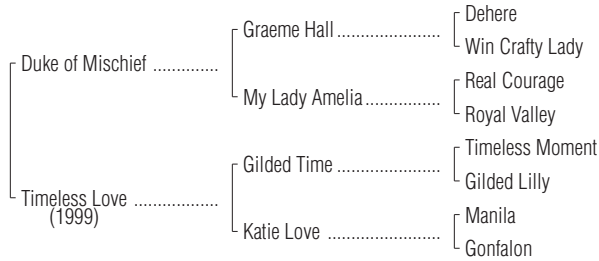 Dehere
Graeme Hall ........................
Win Crafty Lady
Duke of Mischief ..............
Real Courage
My Lady Amelia ..................
Royal Valley
Timeless Moment
Gilded Time ........................
Gilded Lilly
Timeless Love ..................
(1999)
Manila
Katie Love ..........................
Gonfalon